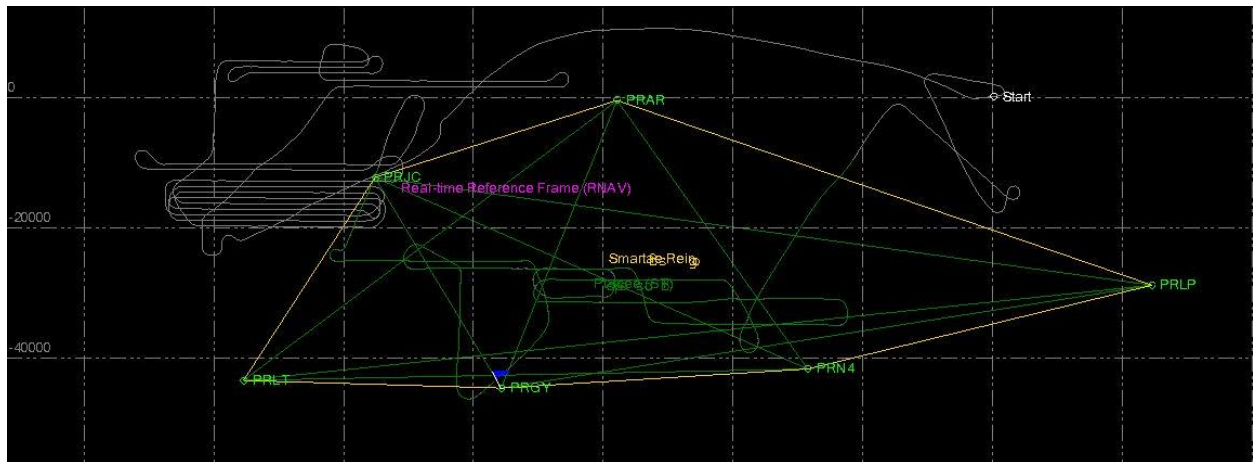 0
Start
PRAR
PRJC
Real-time Reference Frame (RNAV)
-20000
PRLP
-40000
PRN4
PRLT
PRGY